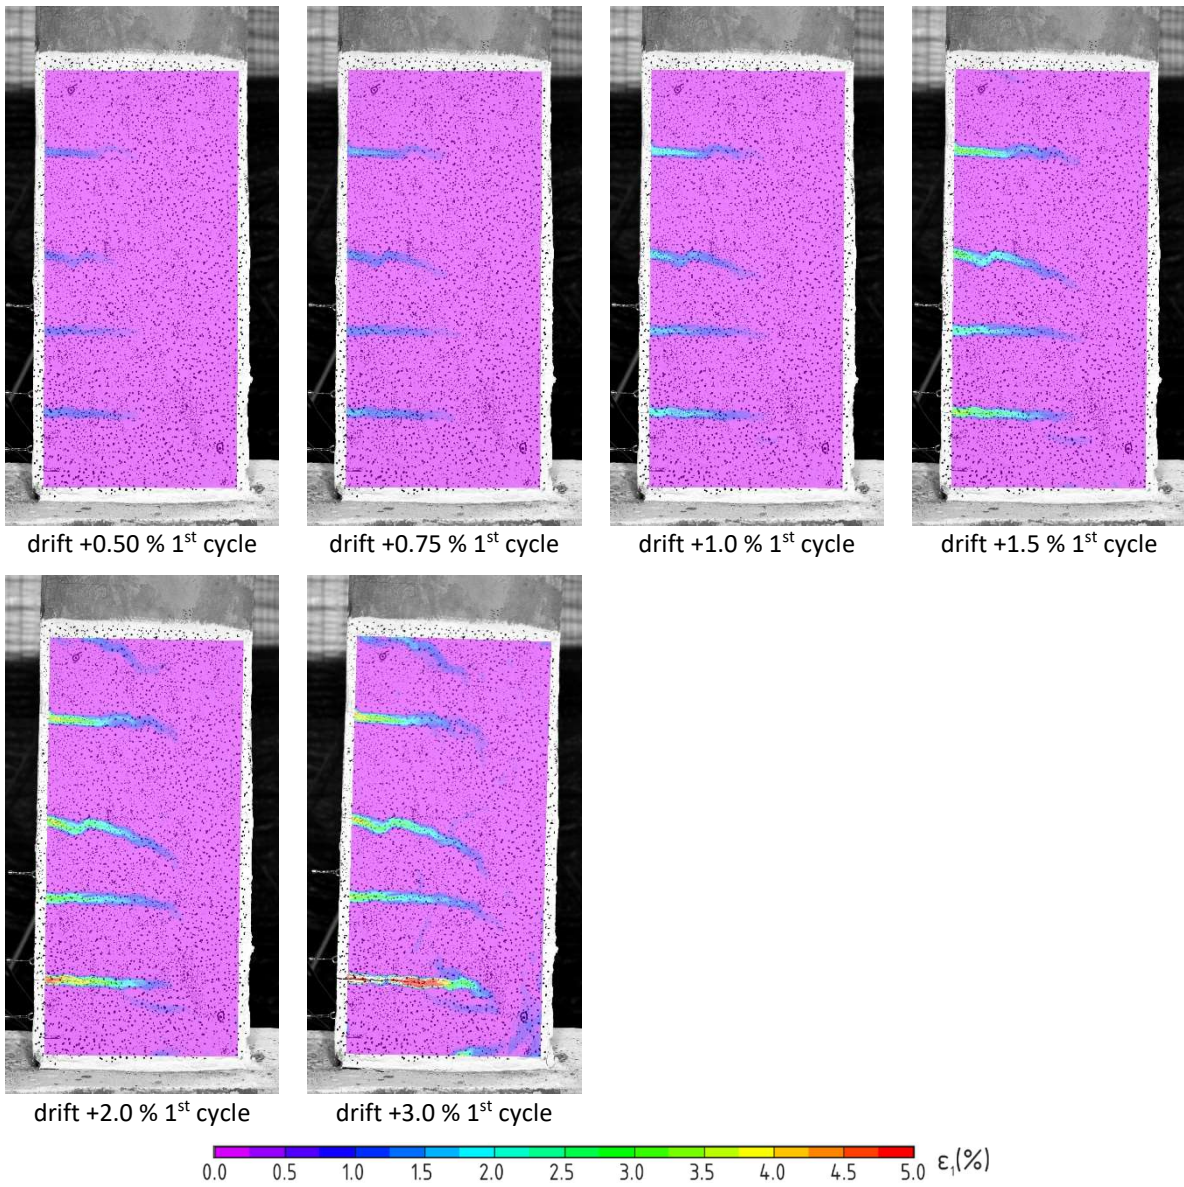 drift +0.50 % 1st cycle
drift +0.75 % 1st cycle
drift +1.0 % 1st cycle
drift +1.5 % 1st cycle
drift +2.0 % 1st cycle
drift +3.0 % 1st cycle
0.0 0.5 1.0 1.5 2.0 2.5 3.0 3.5 4.0 4.5 5.0 ε₁(%)